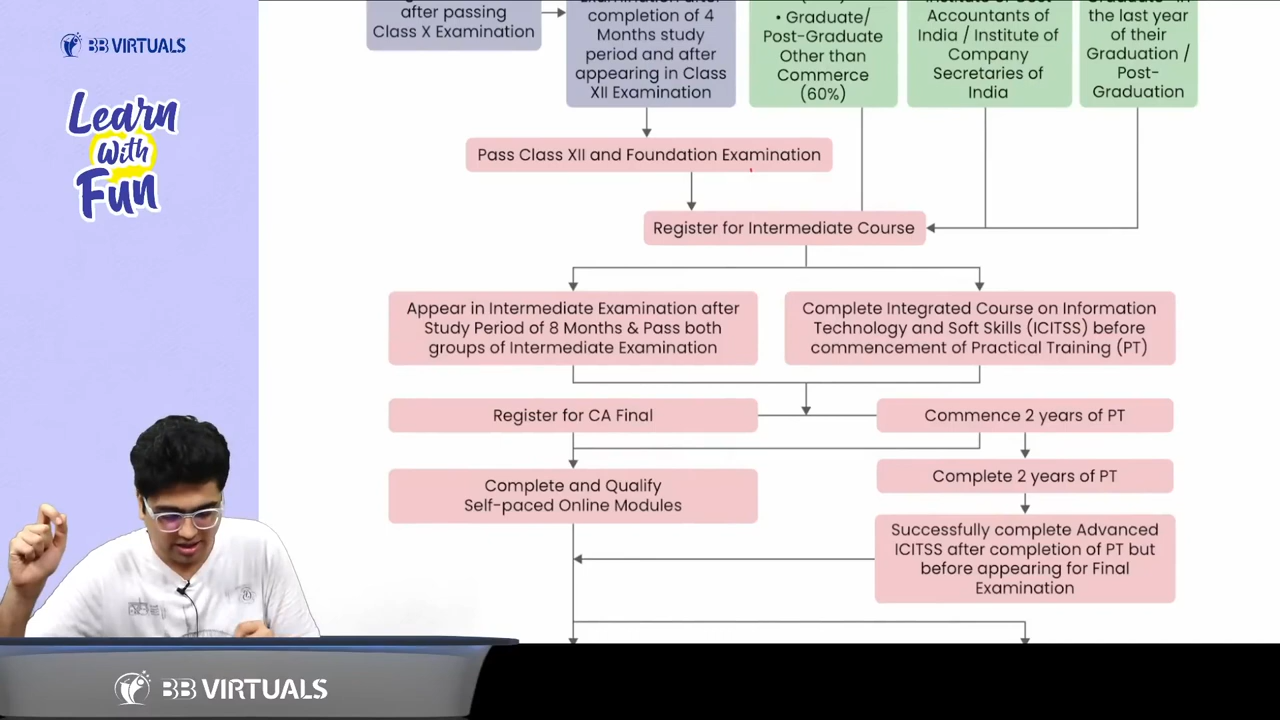 BB VIRTUALS
Learn
With
Fun
after passing
Class X Examination
completion of 4
Months study
period and after
appearing in Class
XII Examination
• Graduate/
Post-Graduate
Other than
Commerce
(60%)
Accountants of
India / Institute of
Company
Secretaries of
India
the last year
of their
Graduation /
Post-
Graduation
Pass Class XII and Foundation Examination
Register for Intermediate Course
Appear in Intermediate Examination after
Study Period of 8 Months & Pass both
groups of Intermediate Examination
Complete Integrated Course on Information
Technology and Soft Skills (ICITSS) before
commencement of Practical Training (PT)
Register for CA Final
Commence 2 years of PT
Complete and Qualify
Self-paced Online Modules
Complete 2 years of PT
Successfully complete Advanced
ICITSS after completion of PT but
before appearing for Final
Examination
BB VIRTUALS